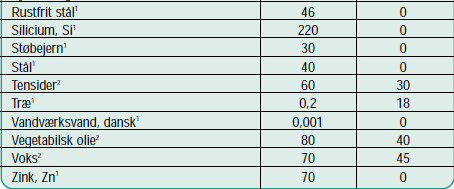 Rustfrit stål¹ 46 0
Silicium, Si¹ 220 0
Støbejern¹ 30 0
Stål¹ 40 0
Tensider² 60 30
Træ¹ 0,2 18
Vandværksvand, dansk¹ 0,001 0
Vegetabilsk olie² 80 40
Voks² 70 45
Zink, Zn¹ 70 0